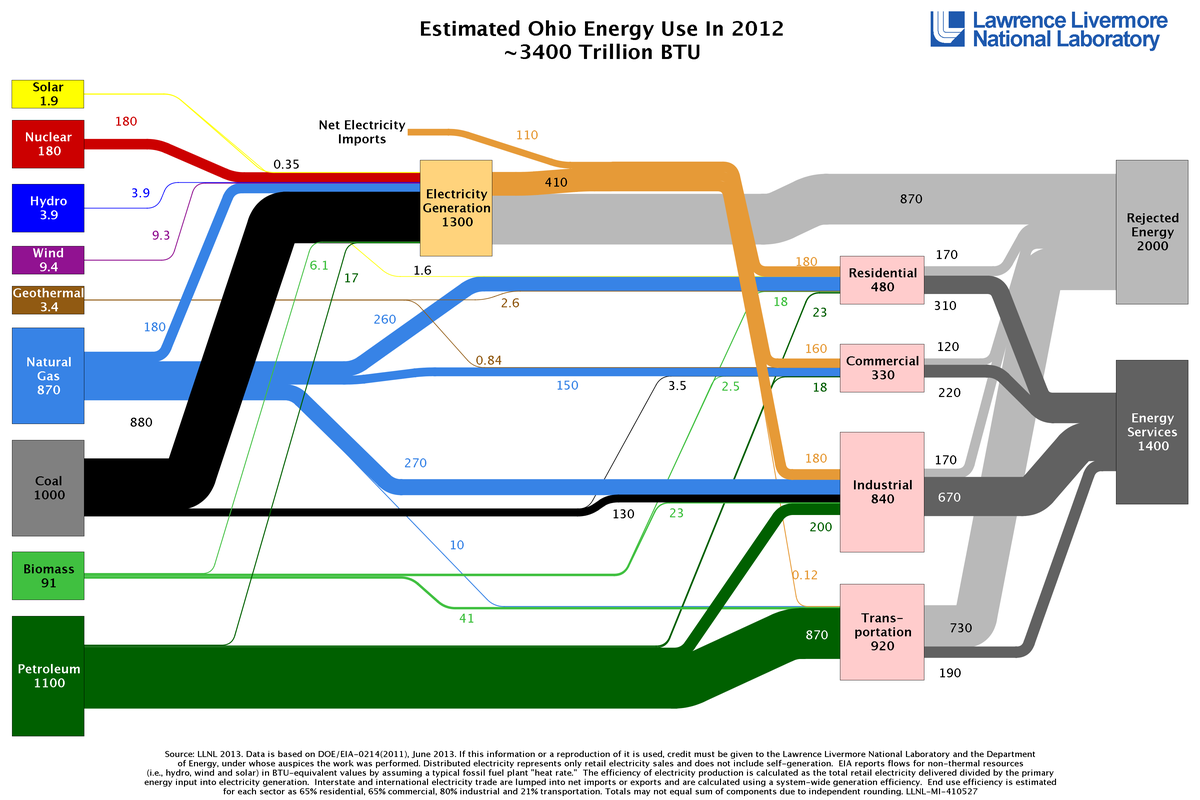 Estimated Ohio Energy Use In 2012
~3400 Trillion BTU
Lawrence Livermore
National Laboratory
Solar
1.9
Nuclear
180
Hydro
3.9
Wind
9.4
Geothermal
3.4
Natural
Gas
870
Coal
1000
Biomass
91
Petroleum
1100
180
3.9
9.3
180
880
0.35
Net Electricity
Imports
110
410
Electricity
Generation
1300
6.1
17
1.6
260
2.6
0.84
150
3.5
2.5
270
130
23
10
41
870
180
18
23
160
18
180
200
0.12
870
Residential
480
Commercial
330
Industrial
840
Trans-
portation
920
170
310
120
220
170
670
730
190
Rejected
Energy
2000
Energy
Services
1400
Source: LLNL 2013. Data is based on DOE/EIA-0214(2011), June 2013. If this information or a reproduction of it is used, credit must be given to the Lawrence Livermore National Laboratory and the Department
of Energy, under whose auspices the work was performed. Distributed electricity represents only retail electricity sales and does not include self-generation. EIA reports flows for non-thermal resources
(i.e., hydro, wind and solar) in BTU-equivalent values by assuming a typical fossil fuel plant "heat rate." The efficiency of electricity production is calculated as the total retail electricity delivered divided by the primary
energy input into electricity generation. Interstate and international electricity trade are lumped into net imports or exports and are calculated using a system-wide generation efficiency. End use efficiency is estimated
for each sector as 65% residential, 65% commercial, 80% industrial and 21% transportation. Totals may not equal sum of components due to independent rounding. LLNL-MI-410527